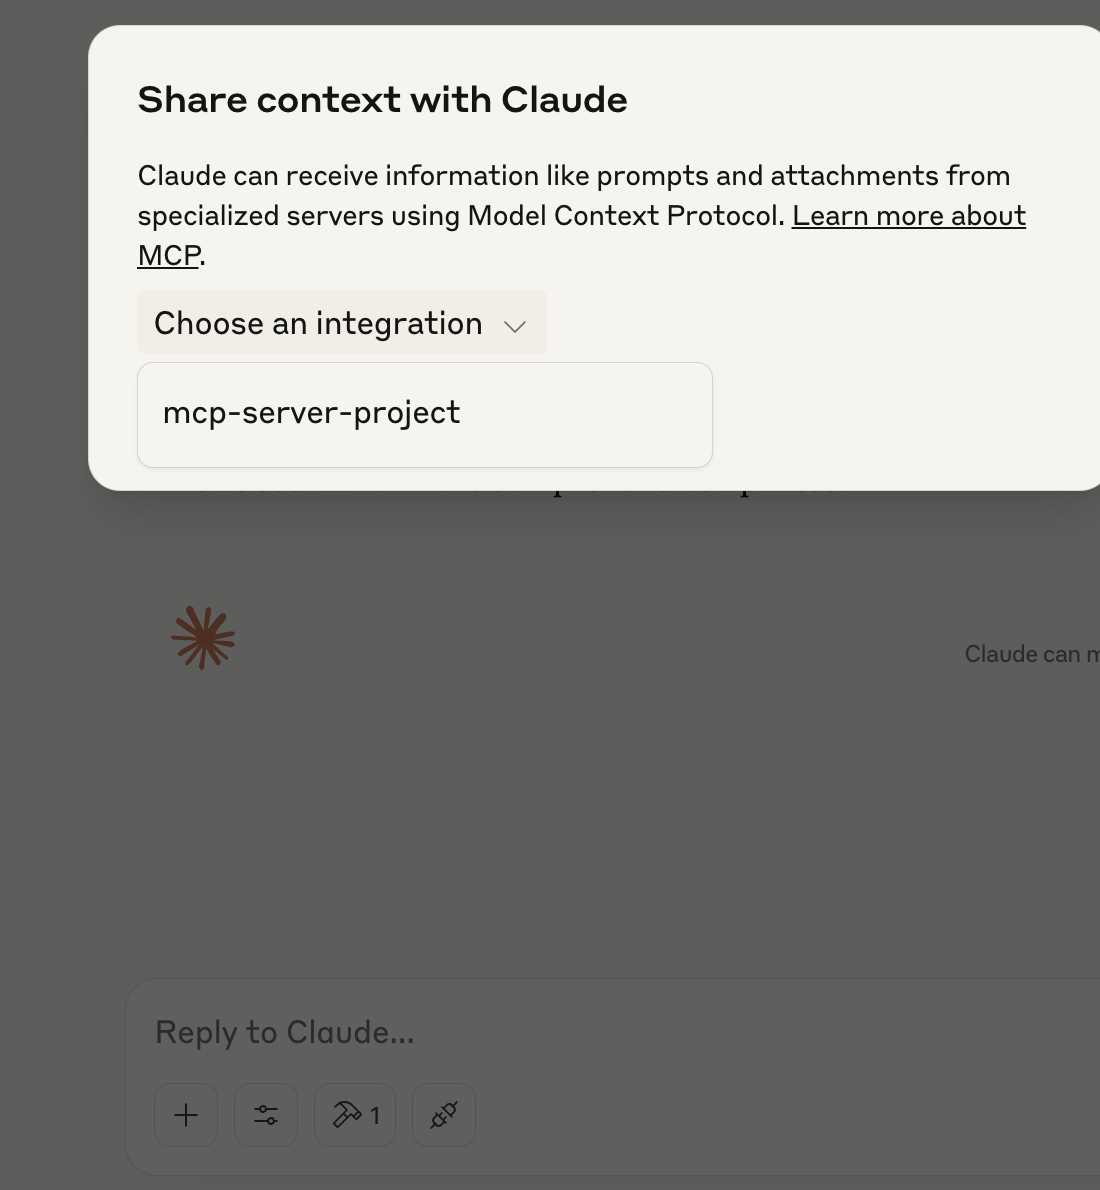 Share context with Claude
Claude can receive information like prompts and attachments from
specialized servers using Model Context Protocol. Learn more about
MCP.
Choose an integration
mcp-server-project
Claude can
Reply to Claude...
1